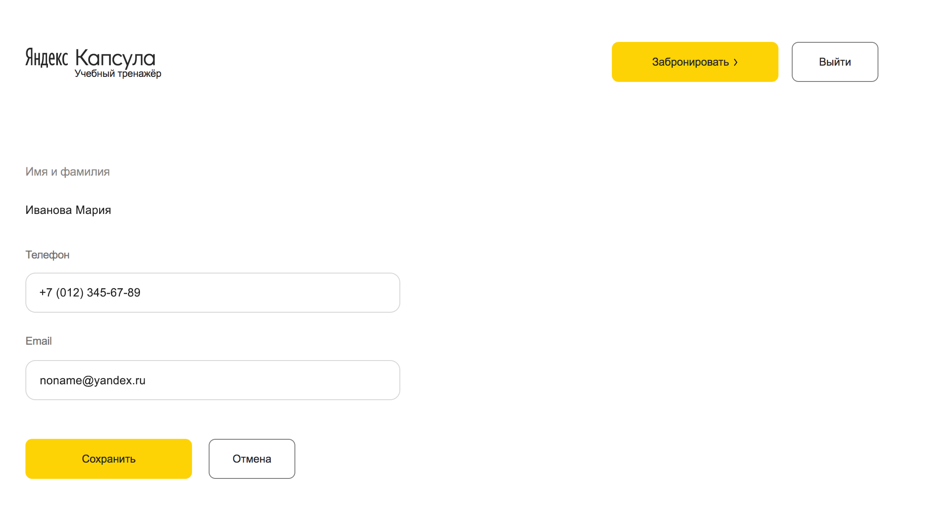 Яндекс Капсула
Учебный тренажёр
Забронировать
Выйти
Имя и фамилия
Иванова Мария
Телефон
+7 (012) 345-67-89
Email
noname@yandex.ru
Сохранить
Отмена